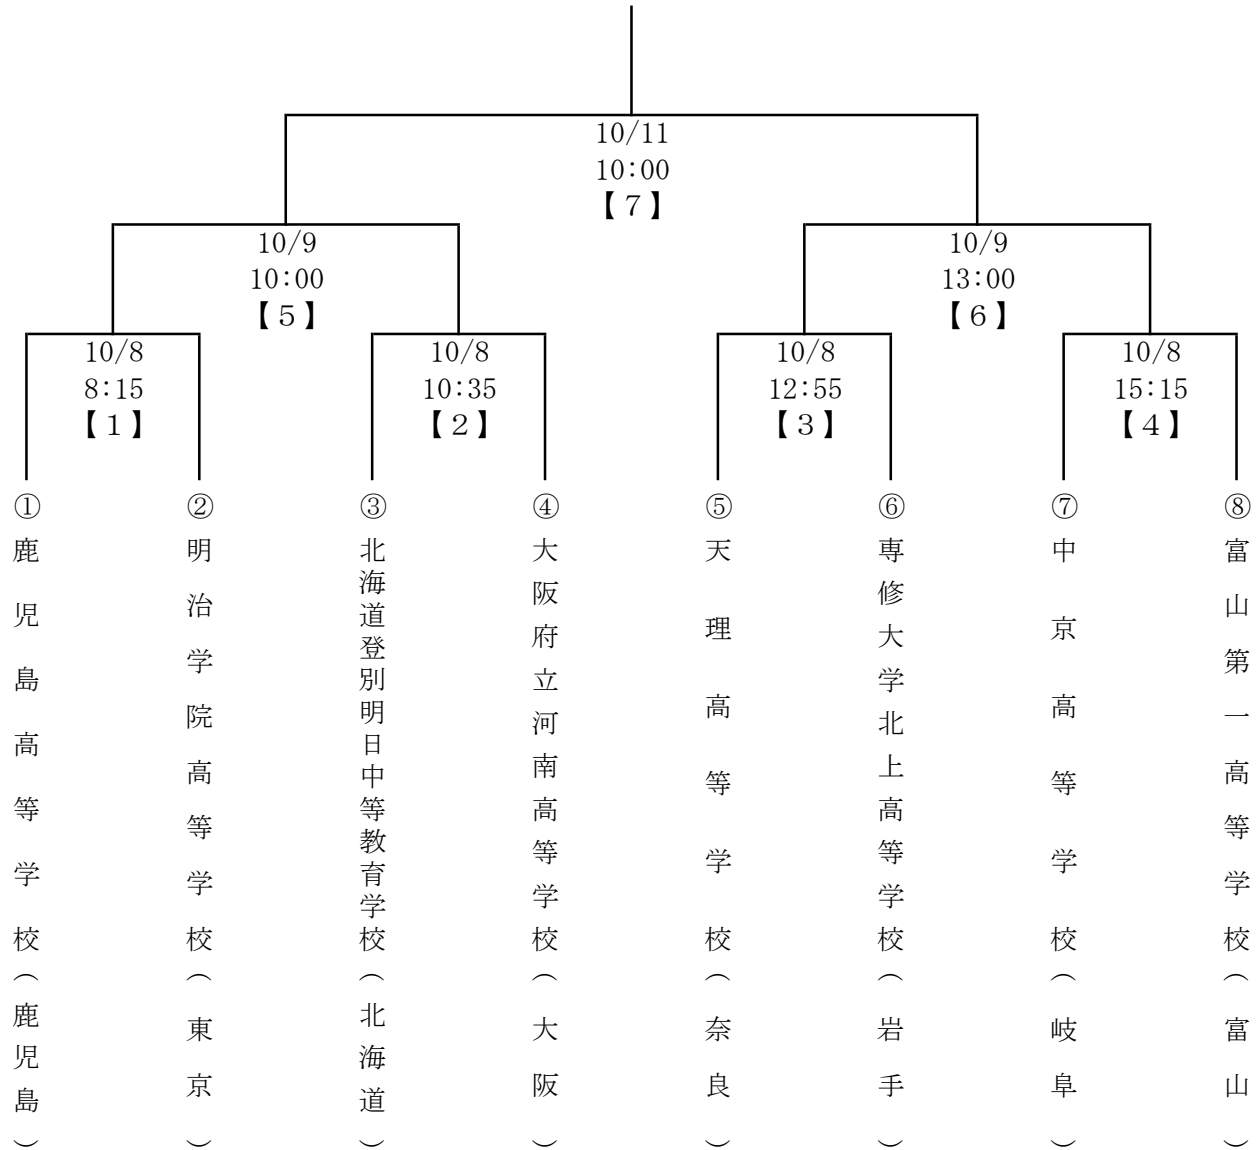 10/11
10:00
【７】
10/9
10:00
【５】
10/9
13:00
【６】
10/8
8:15
【１】
10/8
10:35
【２】
10/8
12:55
【３】
10/8
15:15
【４】
①鹿児島高等学校（鹿児島）
②明治学院高等学校（東京）
③北海道登別明日中等教育学校（北海道）
④大阪府立河南高等学校（大阪）
⑤天理高等学校（奈良）
⑥専修大学北上高等学校（岩手）
⑦中京高等学校（岐阜）
⑧富山第一高等学校（富山）